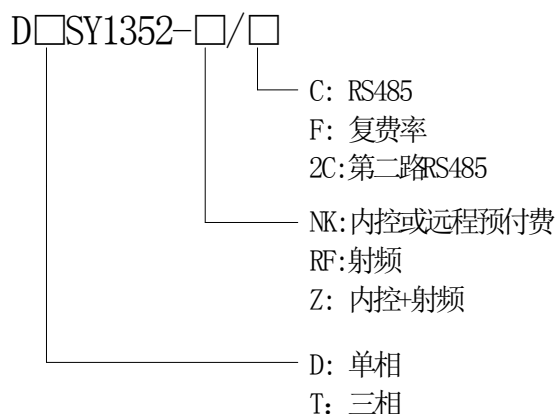 D□SY1352-□/□
C: RS485
F: 复费率
2C:第二路RS485
NK:内控或远程预付费
RF:射频
Z: 内控+射频
D: 单相
T: 三相